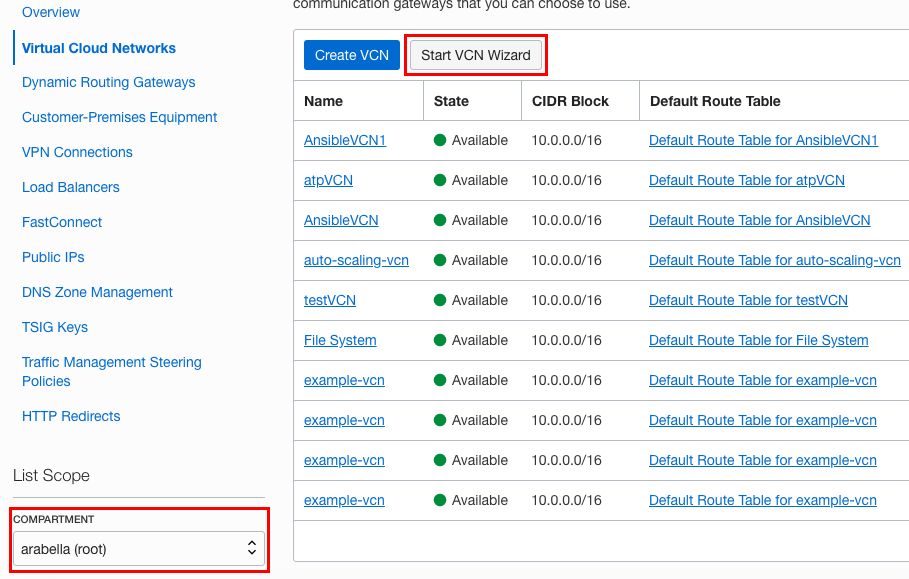 communication gateways that you can choose to use.
Overview
Virtual Cloud Networks
Dynamic Routing Gateways
Customer-Premises Equipment
VPN Connections
Load Balancers
FastConnect
Public IPs
DNS Zone Management
TSIG Keys
Traffic Management Steering
Policies
HTTP Redirects
List Scope
COMPARTMENT
arabella (root)
Create VCN Start VCN Wizard
Name State CIDR Block Default Route Table
AnsibleVCN1 Available 10.0.0.0/16 Default Route Table for AnsibleVCN1
atpVCN Available 10.0.0.0/16 Default Route Table for atpVCN
AnsibleVCN Available 10.0.0.0/16 Default Route Table for AnsibleVCN
auto-scaling-vcn Available 10.0.0.0/16 Default Route Table for auto-scaling-vcn
testVCN Available 10.0.0.0/16 Default Route Table for testVCN
File System Available 10.0.0.0/16 Default Route Table for File System
example-vcn Available 10.0.0.0/16 Default Route Table for example-vcn
example-vcn Available 10.0.0.0/16 Default Route Table for example-vcn
example-vcn Available 10.0.0.0/16 Default Route Table for example-vcn
example-vcn Available 10.0.0.0/16 Default Route Table for example-vcn